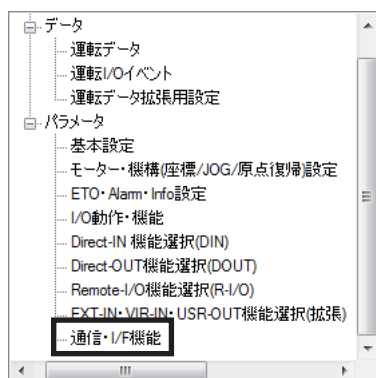 データ
運転データ
運転I/Oイベント
運転データ拡張用設定
パラメータ
基本設定
モーター・機構(座標/JOG/原点復帰)設定
ETO・Alarm・Info設定
I/O動作・機能
Direct-IN 機能選択(DIN)
Direct-OUT機能選択(DOUT)
Remote-I/O機能選択(R-I/O)
EXT-IN・VIR-IN・USR-OUT機能選択(拡張)
通信・I/F機能